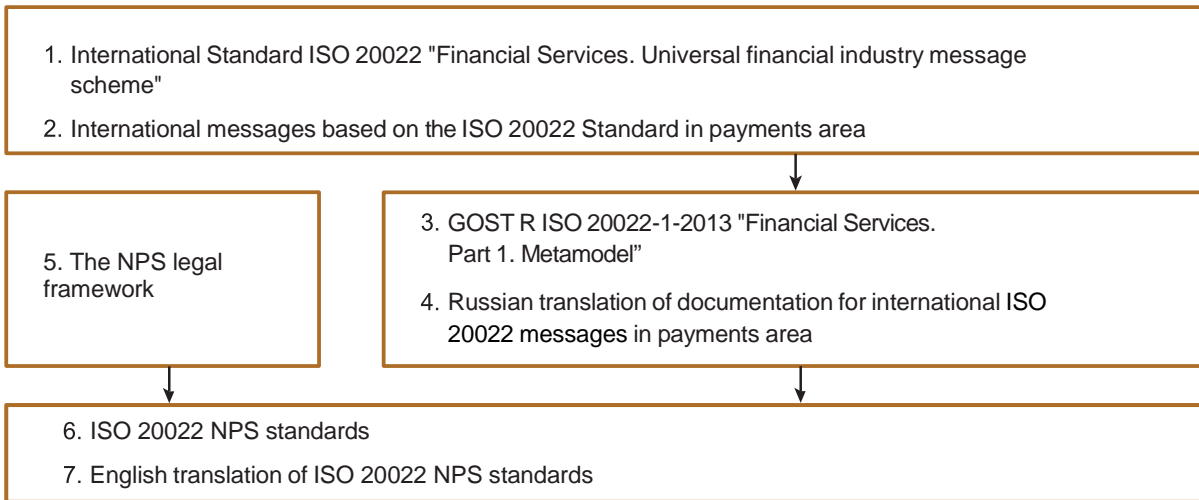 1. International Standard ISO 20022 "Financial Services. Universal financial industry message
scheme"
2. International messages based on the ISO 20022 Standard in payments area
5. The NPS legal
framework
3. GOST R ISO 20022-1-2013 "Financial Services.
Part 1. Metamodel”
4. Russian translation of documentation for international ISO
20022 messages in payments area
6. ISO 20022 NPS standards
7. English translation of ISO 20022 NPS standards